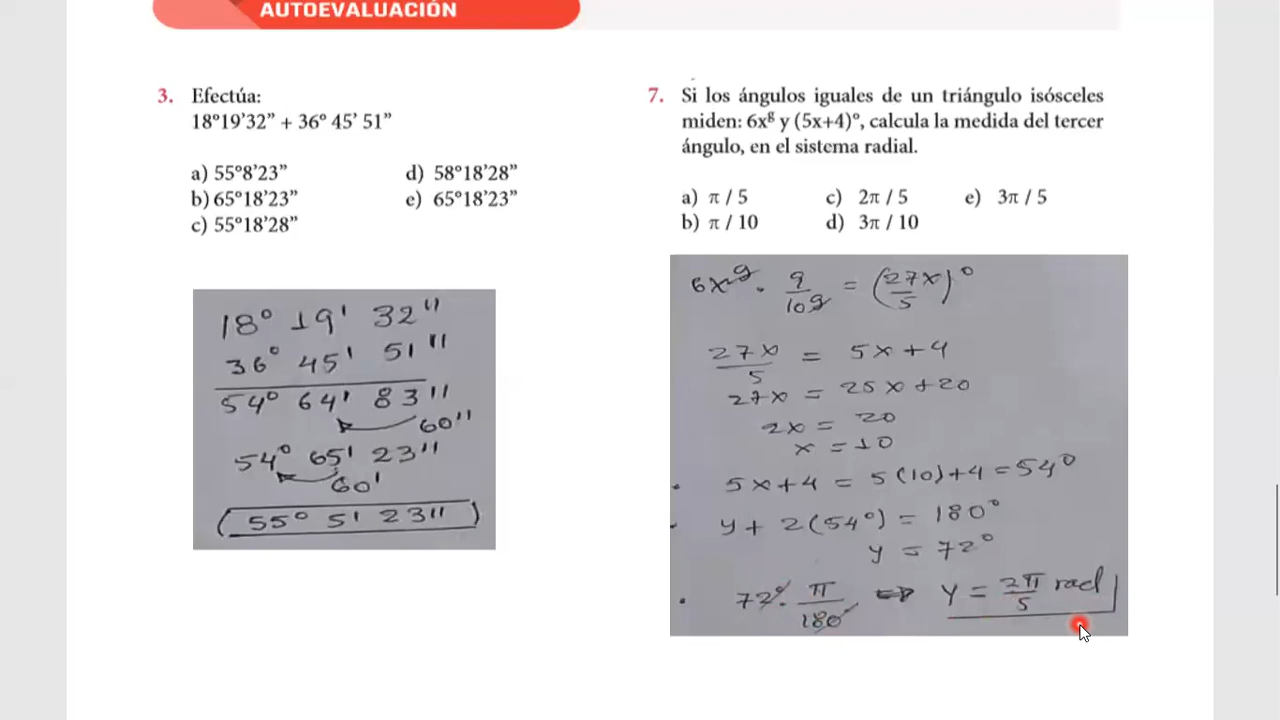 AUTOEVALUACIÓN
3. Efectúa:
18°19'32" + 36° 45' 51"
a) 55°8'23"
d) 58°18'28"
b) 65°18'23"
e) 65°18'23"
c) 55°18'28"
18° 19' 32"
36° 45' 51"
54° 64' 83"
60"
54° 65' 23"
60'
55° 5' 23"
7. Si los ángulos iguales de un triángulo isósceles
miden: 6xᵍ y (5x+4)°, calcula la medida del tercer
ángulo, en el sistema radial.
a) π / 5
c) 2π / 5
e) 3π / 5
b) π / 10
d) 3π / 10
6xᵍ · 9/10ᵍ = (27x/5)°
27x/5 = 5x+4
27x = 25x+20
2x = 20
x = 10
• 5x+4 = 5(10)+4 = 54°
• y + 2(54°) = 180°
y = 72°
• 72° · π/180° ⇔ y = 2π/5 rad